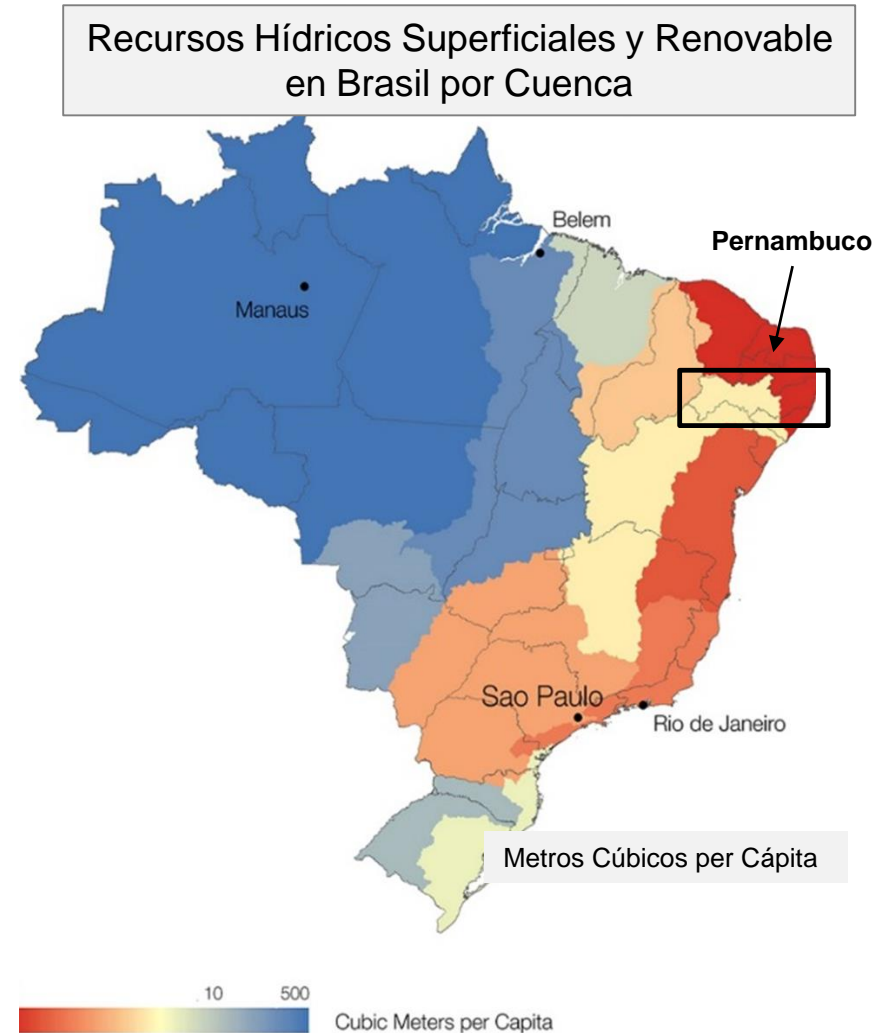 Recursos Hídricos Superficiales y Renovable
en Brasil por Cuenca
Belem
Pernambuco
Manaus
Sao Paulo
Rio de Janeiro
Metros Cúbicos per Cápita
10 500
Cubic Meters per Capita